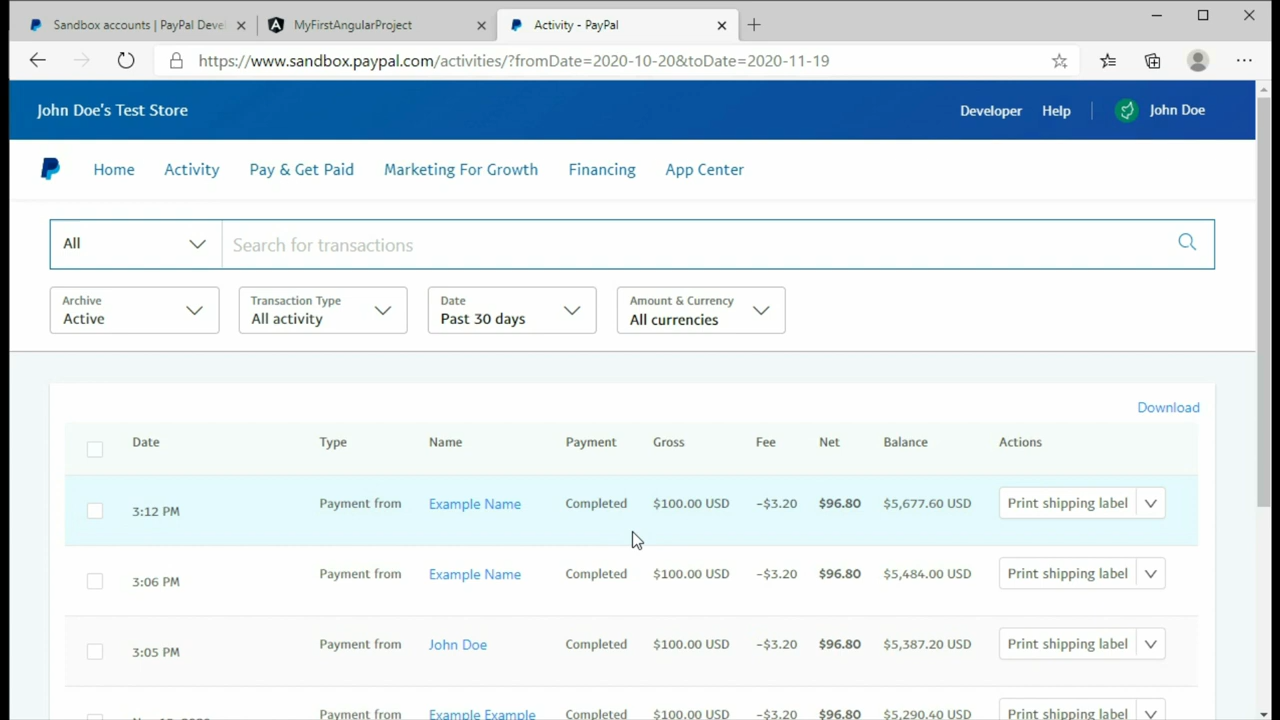 Sandbox accounts | PayPal Deve
MyFirstAngularProject
Activity - PayPal
https://www.sandbox.paypal.com/activities/?fromDate=2020-10-20&toDate=2020-11-19
John Doe's Test Store
Developer Help John Doe
Home Activity Pay & Get Paid Marketing For Growth Financing App Center
All Search for transactions
Archive Transaction Type Date Amount & Currency
Active All activity Past 30 days All currencies
Download
Date Type Name Payment Gross Fee Net Balance Actions
3:12 PM Payment from Example Name Completed $100.00 USD -$3.20 $96.80 $5,677.60 USD Print shipping label
3:06 PM Payment from Example Name Completed $100.00 USD -$3.20 $96.80 $5,484.00 USD Print shipping label
3:05 PM Payment from John Doe Completed $100.00 USD -$3.20 $96.80 $5,387.20 USD Print shipping label
Payment from Example Example Completed $100.00 USD -$3.20 $96.80 $5,290.40 USD Print shipping label